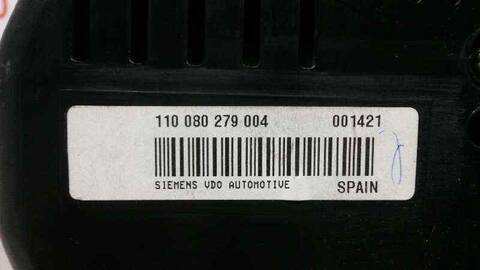 110 080 279 004 001421
SIEMENS VDO AUTOMOTIVE SPAIN